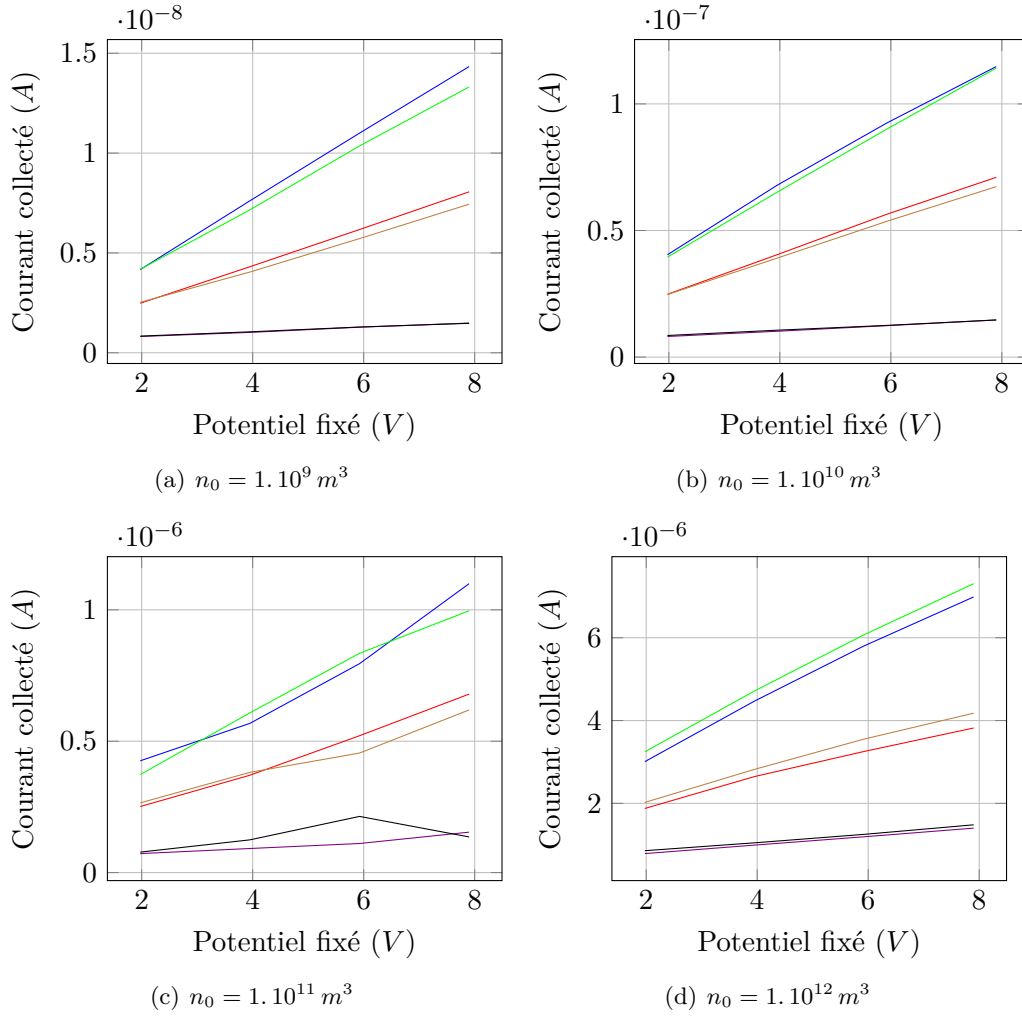 ·10⁻⁸
1.5
1
0.5
0
2 4 6 8
Courant collecté (A)
Potentiel fixé (V)
(a) n₀ = 1. 10⁹ m³
·10⁻⁷
1
0.5
0
2 4 6 8
Courant collecté (A)
Potentiel fixé (V)
(b) n₀ = 1. 10¹⁰ m³
·10⁻⁶
1
0.5
0
2 4 6 8
Courant collecté (A)
Potentiel fixé (V)
(c) n₀ = 1. 10¹¹ m³
·10⁻⁶
6
4
2
2 4 6 8
Courant collecté (A)
Potentiel fixé (V)
(d) n₀ = 1. 10¹² m³